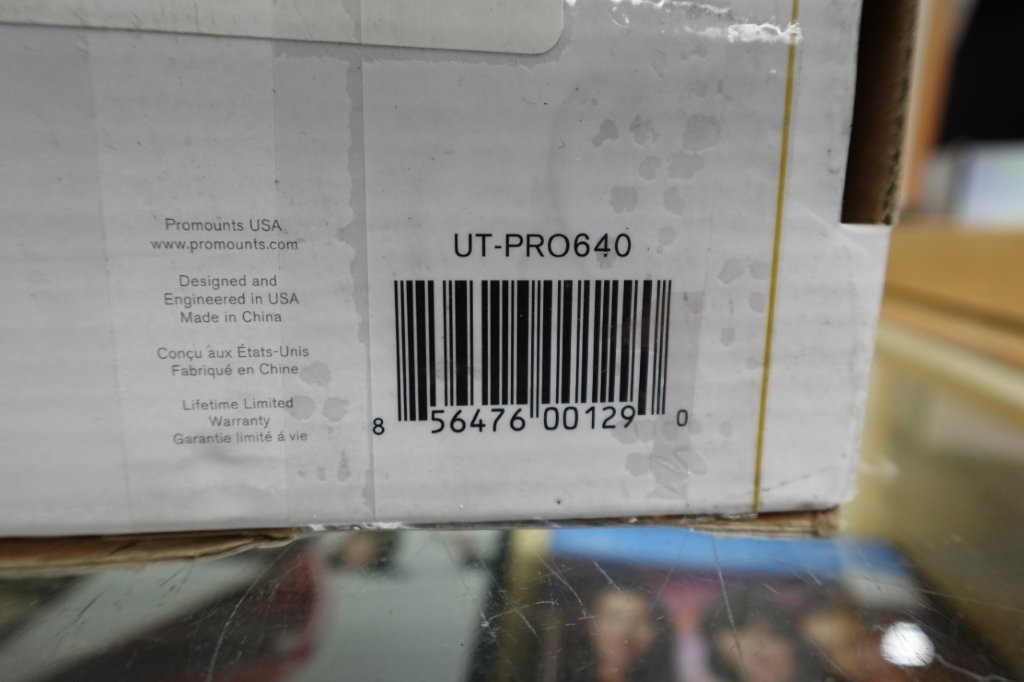 Promounts USA
www.promounts.com
Designed and
Engineered in USA
Made in China
Conçu aux États-Unis
Fabriqué en Chine
Lifetime Limited
Warranty
Garantie limité á vie
UT-PRO640
8 56476 00129 0